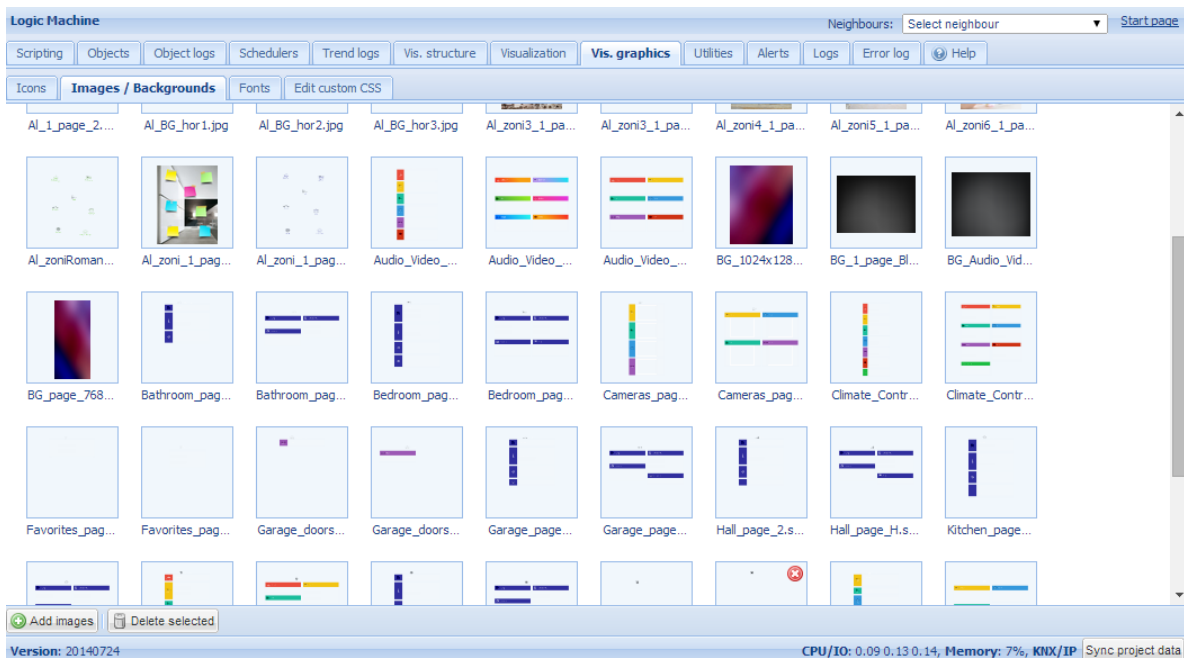 Logic Machine Neighbours: Select neighbour Start page
Scripting Objects Object logs Schedulers Trend logs Vis. structure Visualization Vis. graphics Utilities Alerts Logs Error log Help
Icons Images / Backgrounds Fonts Edit custom CSS
Al_1_page_2.... Al_BG_hor1.jpg Al_BG_hor2.jpg Al_BG_hor3.jpg Al_zoni3_1_pa... Al_zoni3_1_pa... Al_zoni4_1_pa... Al_zoni5_1_pa... Al_zoni6_1_pa...
Al_zoniRoman... Al_zoni_1_pag... Al_zoni_1_pag... Audio_Video_... Audio_Video_... Audio_Video_... BG_1024x128... BG_1_page_Bl... BG_Audio_Vid...
BG_page_768... Bathroom_pag... Bathroom_pag... Bedroom_pag... Bedroom_pag... Cameras_pag... Cameras_pag... Climate_Contr... Climate_Contr...
Favorites_pag... Favorites_pag... Garage_doors... Garage_doors... Garage_page... Garage_page... Hall_page_2.s... Hall_page_H.s... Kitchen_page...
Add images Delete selected
Version: 20140724 CPU/IO: 0.09 0.13 0.14, Memory: 7%, KNX/IP Sync project data